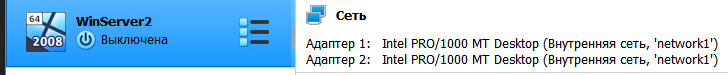 64
2008
WinServer2
Выключена
Сеть
Адаптер 1: Intel PRO/1000 MT Desktop (Внутренняя сеть, 'network1')
Адаптер 2: Intel PRO/1000 MT Desktop (Внутренняя сеть, 'network1')